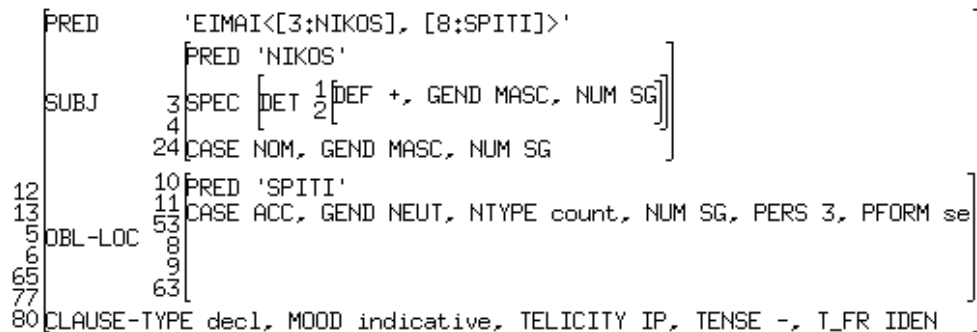 PRED 'EIMAI<[3:NIKOS], [8:SPITI]>'
PRED 'NIKOS'
SUBJ 3 SPEC DET 1 DEF +, GEND MASC, NUM SG
4 2
24 CASE NOM, GEND MASC, NUM SG
12 10 PRED 'SPITI'
13 11 CASE ACC, GEND NEUT, NTYPE count, NUM SG, PERS 3, PFORM se
5 OBL-LOC 53
6 8
65 9
77 63
80 CLAUSE-TYPE decl, MOOD indicative, TELICITY IP, TENSE -, T_FR IDEN